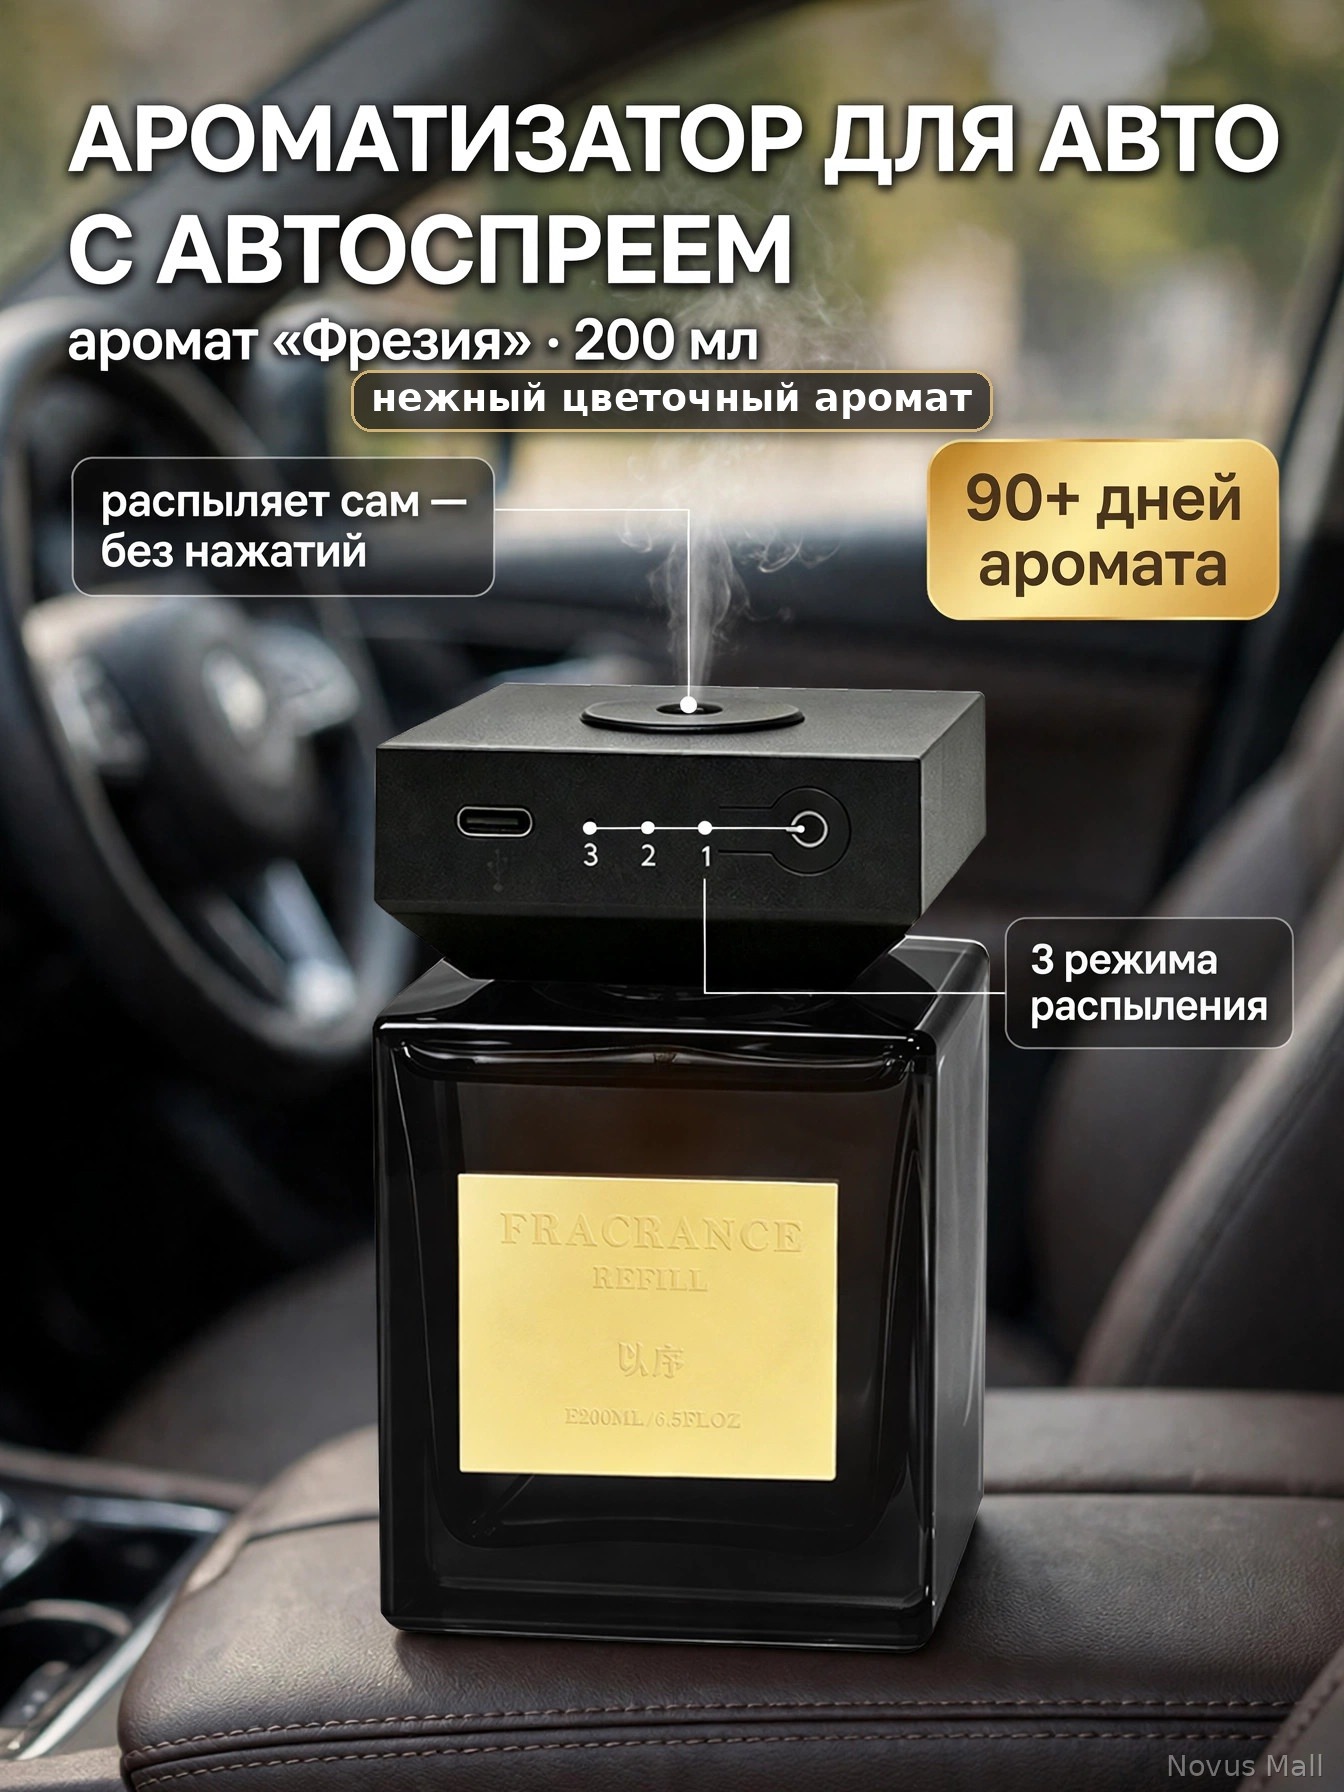 АРОМАТИЗАТОР ДЛЯ АВТО
С АВТОСПРЕЕМ
аромат «Фрезия» · 200 мл
нежный цветочный аромат
распыляет сам —
без нажатий
90+ дней
аромата
3 2 1
3 режима
распыления
FRAGRANCE
REFILL
以序
E200ML/6.5FLOZ
Novus Mall